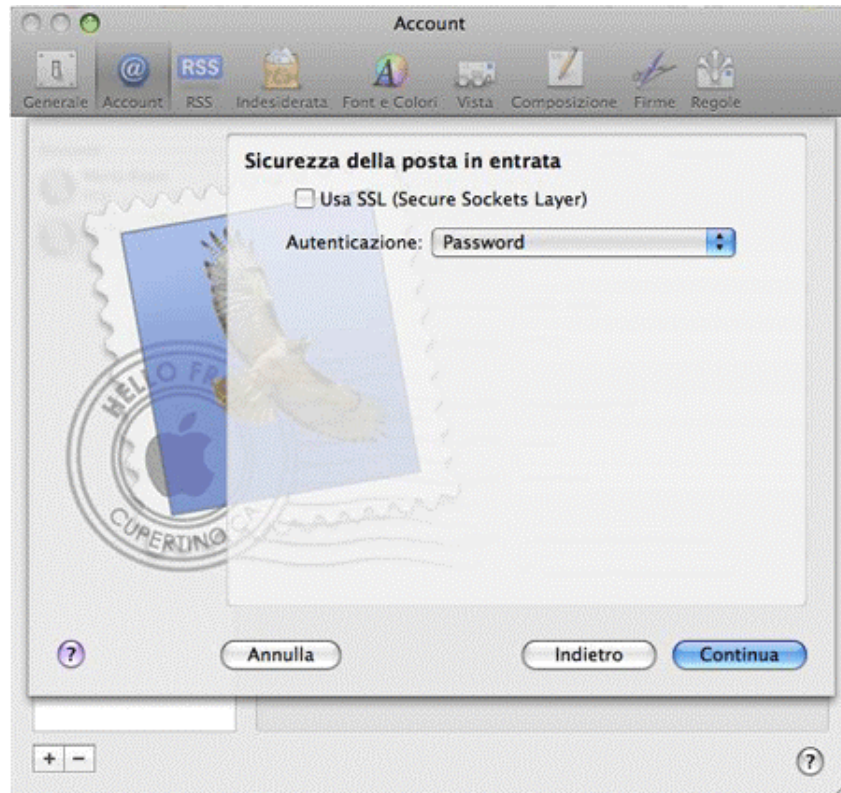 Account
Generale Account RSS Indesiderata Font e Colori Vista Composizione Firme Regole
RSS
Sicurezza della posta in entrata
Usa SSL (Secure Sockets Layer)
Autenticazione: Password
HELLO FR
CUPERTINO CA
? Annulla Indietro Continua
+ - ?